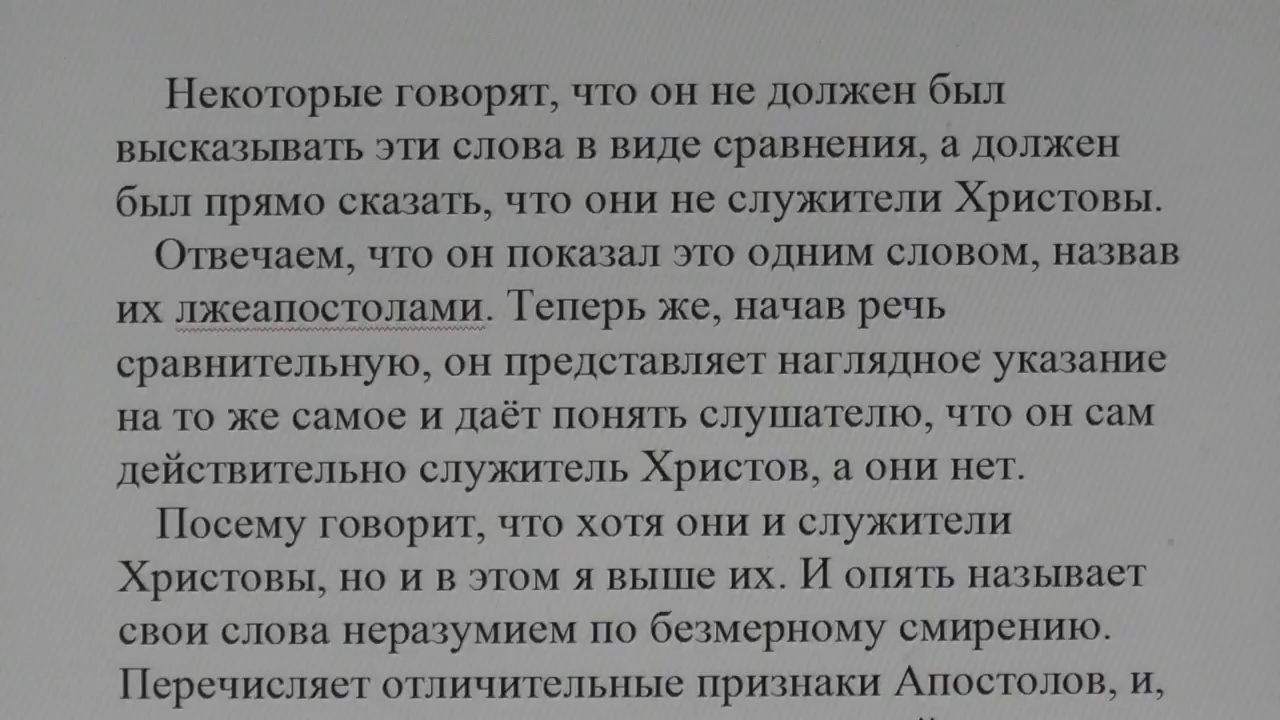 Некоторые говорят, что он не должен был
высказывать эти слова в виде сравнения, а должен
был прямо сказать, что они не служители Христовы.
Отвечаем, что он показал это одним словом, назвав
их лжеапостолами. Теперь же, начав речь
сравнительную, он представляет наглядное указание
на то же самое и даёт понять слушателю, что он сам
действительно служитель Христов, а они нет.
Посему говорит, что хотя они и служители
Христовы, но и в этом я выше их. И опять называет
свои слова неразумием по безмерному смирению.
Перечисляет отличительные признаки Апостолов, и,